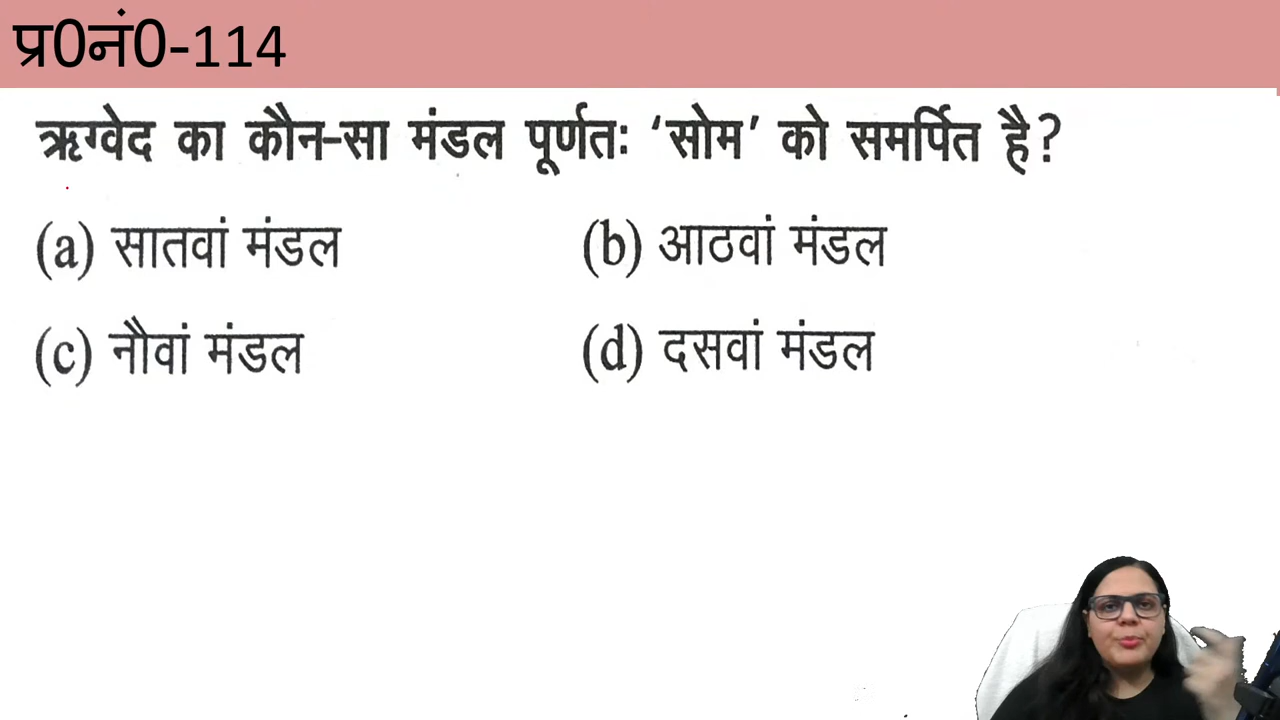 प्र0नं0-114
ऋग्वेद का कौन-सा मंडल पूर्णतः ‘सोम’ को समर्पित है?
(a) सातवां मंडल (b) आठवां मंडल
(c) नौवां मंडल (d) दसवां मंडल